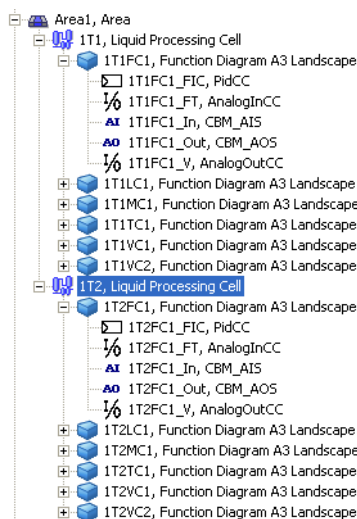 Area1, Area
1T1, Liquid Processing Cell
1T1FC1, Function Diagram A3 Landscape
1T1FC1_FIC, PidCC
1T1FC1_FT, AnalogInCC
AI 1T1FC1_In, CBM_AIS
AO 1T1FC1_Out, CBM_AOS
1T1FC1_V, AnalogOutCC
1T1LC1, Function Diagram A3 Landscape
1T1MC1, Function Diagram A3 Landscape
1T1TC1, Function Diagram A3 Landscape
1T1VC1, Function Diagram A3 Landscape
1T1VC2, Function Diagram A3 Landscape
1T2, Liquid Processing Cell
1T2FC1, Function Diagram A3 Landscape
1T2FC1_FIC, PidCC
I/O 1T2FC1_FT, AnalogInCC
AI 1T2FC1_In, CBM_AIS
AO 1T2FC1_Out, CBM_AOS
I/O 1T2FC1_V, AnalogOutCC
1T2LC1, Function Diagram A3 Landscape
1T2MC1, Function Diagram A3 Landscape
1T2TC1, Function Diagram A3 Landscape
1T2VC1, Function Diagram A3 Landscape
1T2VC2, Function Diagram A3 Landscape